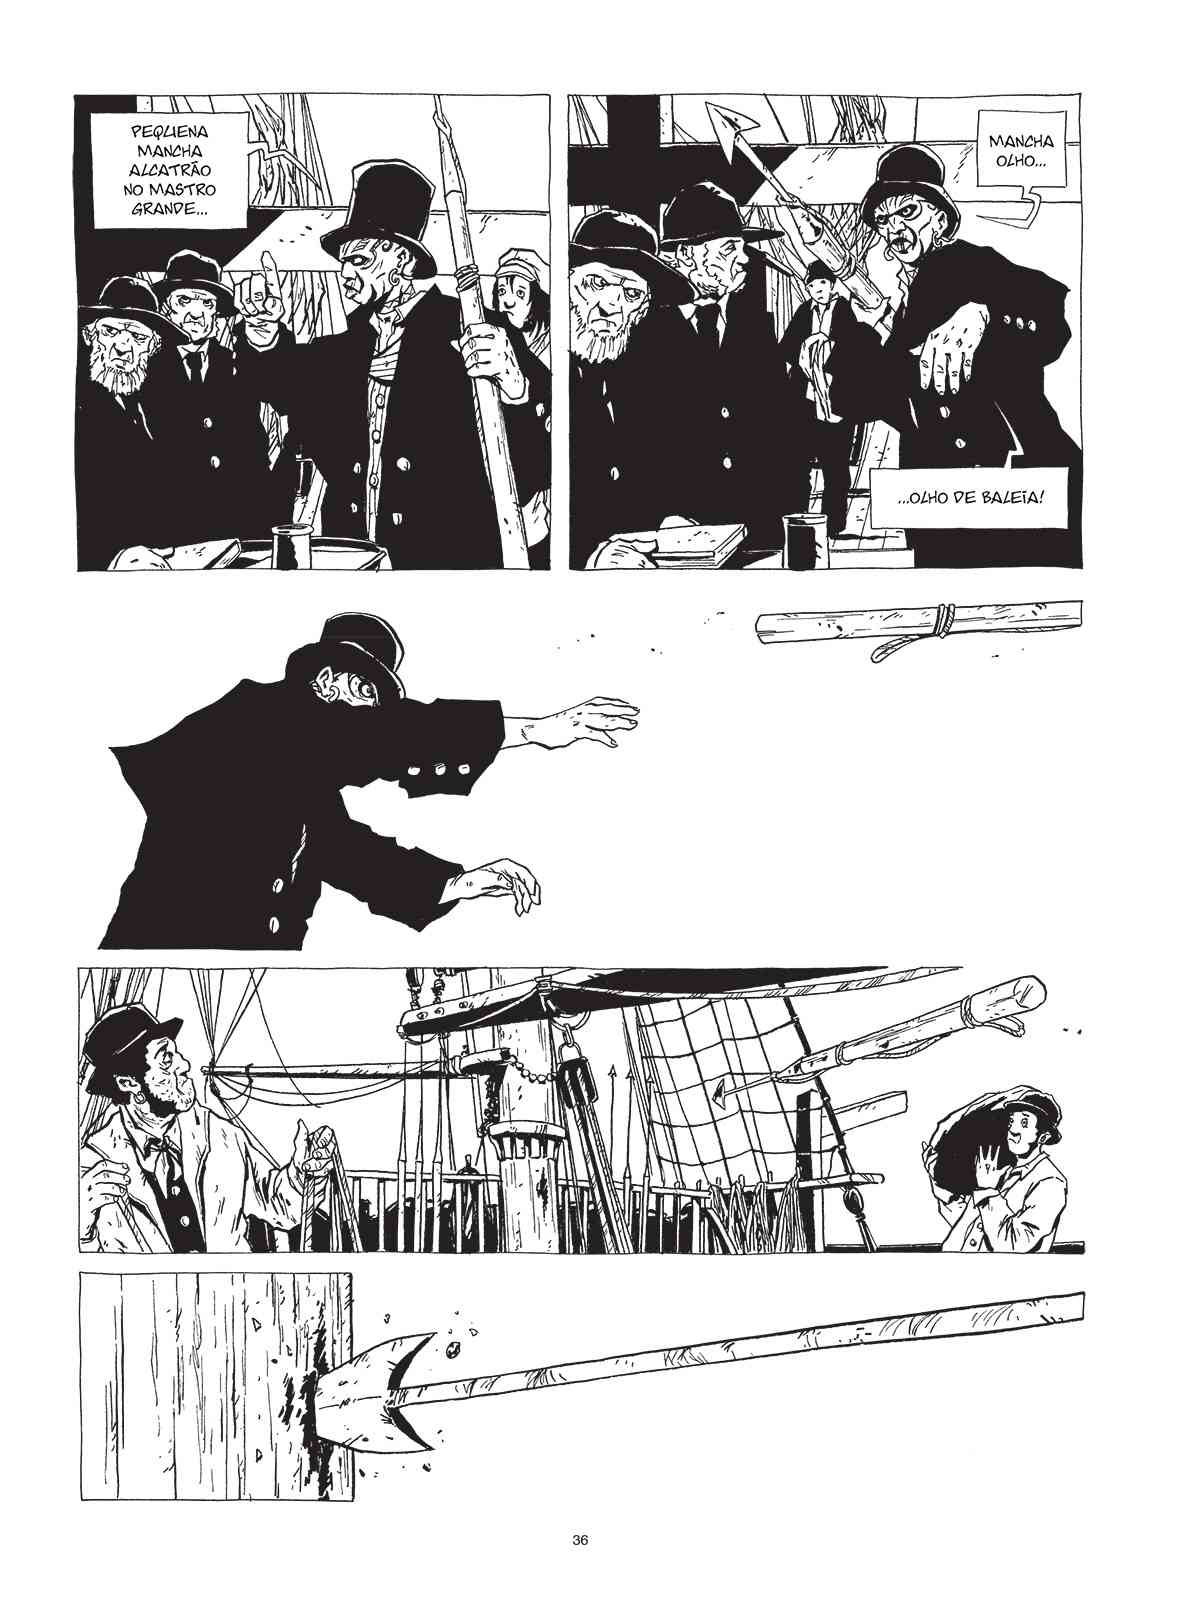 PEQUENA
MANCHA
ALCATRÃO
NO MASTRO
GRANDE...
MANCHA
OLHO...
...OLHO DE BALEIA!
36